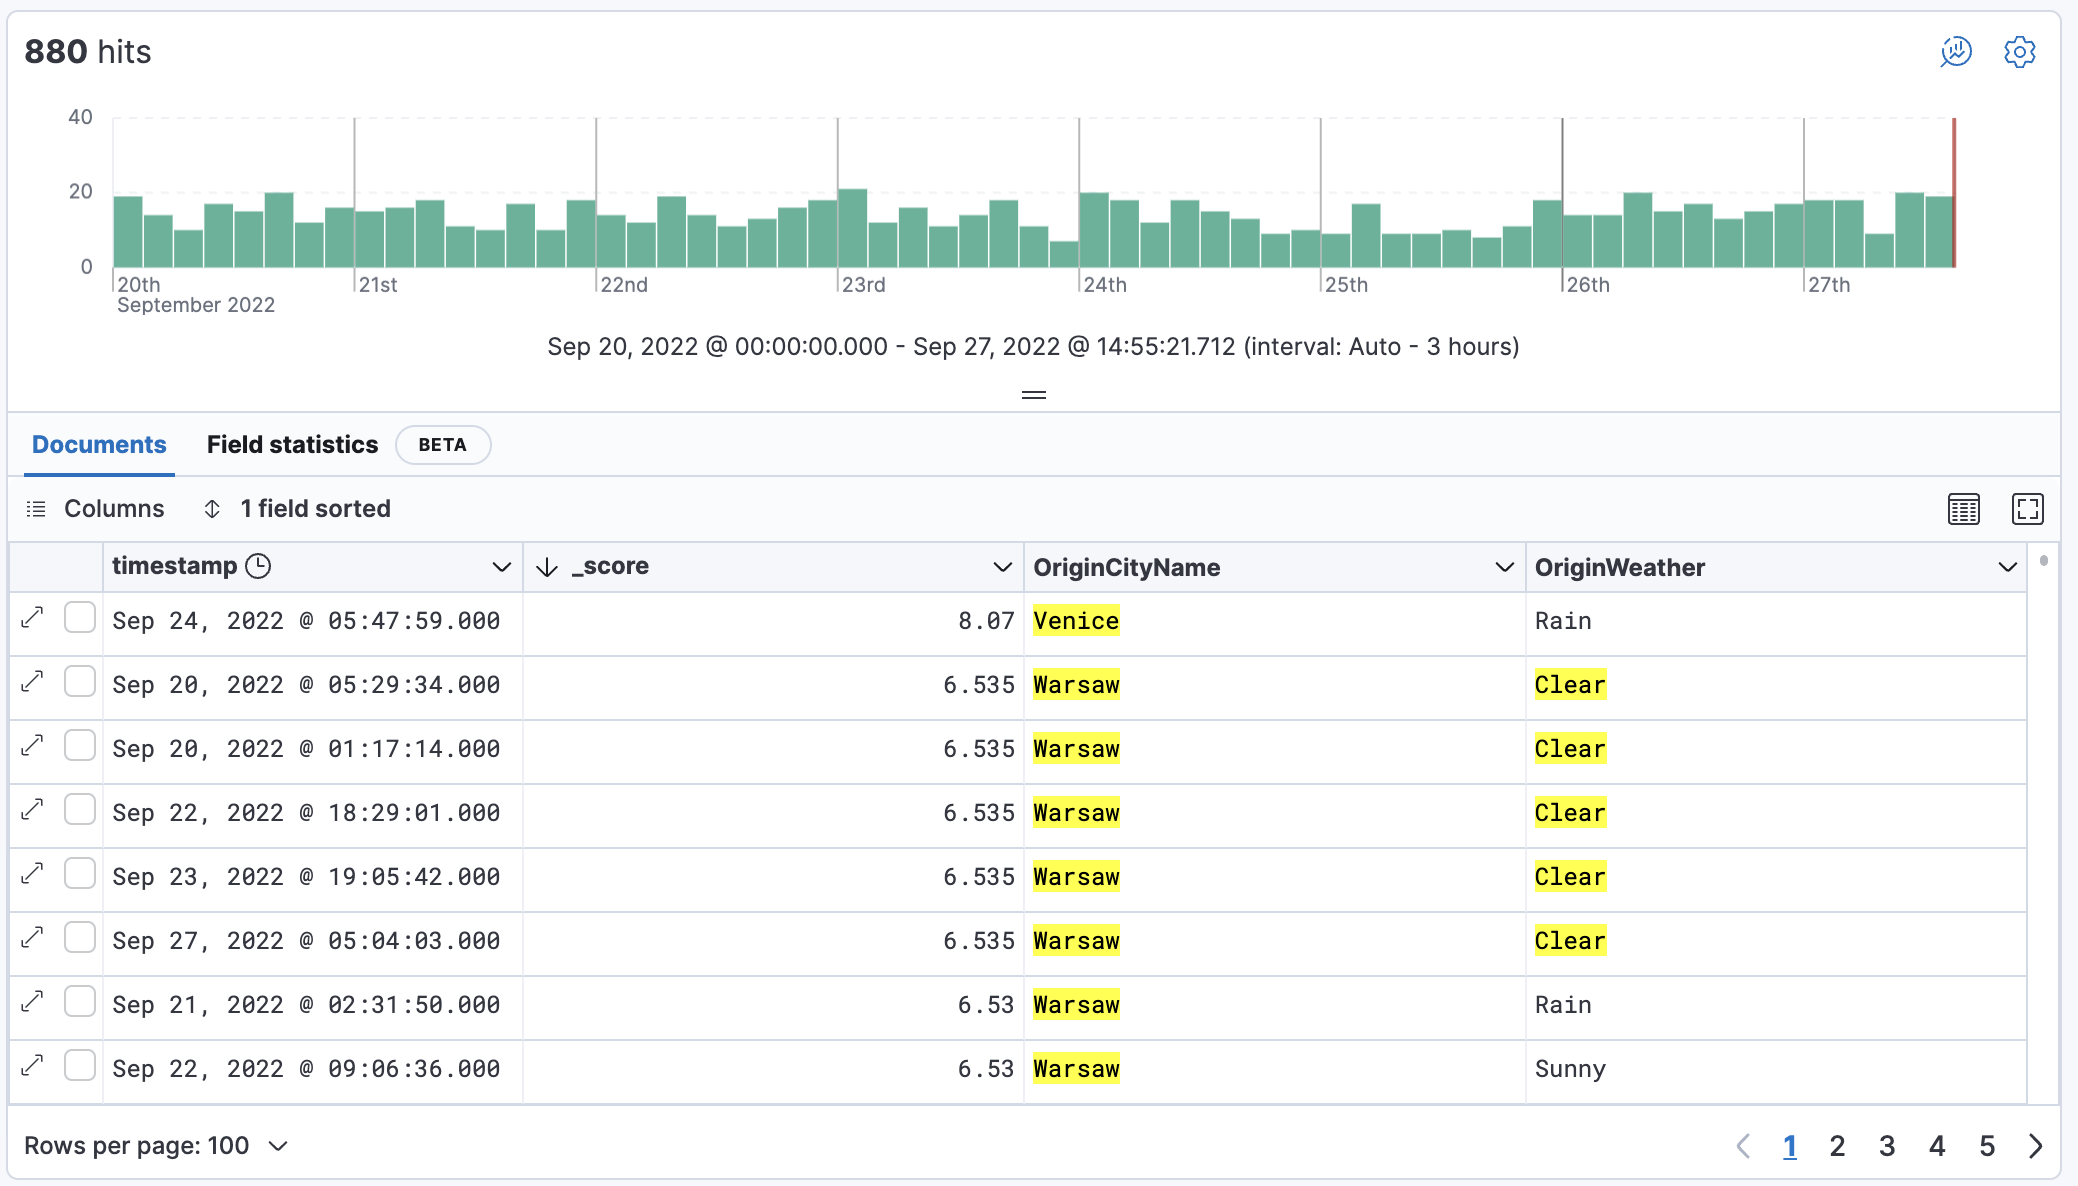 880 hits
40
20
0
20th 21st 22nd 23rd 24th 25th 26th 27th
September 2022
Sep 20, 2022 @ 00:00:00.000 - Sep 27, 2022 @ 14:55:21.712 (interval: Auto - 3 hours)
Documents Field statistics BETA
Columns 1 field sorted
timestamp _score OriginCityName OriginWeather
Sep 24, 2022 @ 05:47:59.000 8.07 Venice Rain
Sep 20, 2022 @ 05:29:34.000 6.535 Warsaw Clear
Sep 20, 2022 @ 01:17:14.000 6.535 Warsaw Clear
Sep 22, 2022 @ 18:29:01.000 6.535 Warsaw Clear
Sep 23, 2022 @ 19:05:42.000 6.535 Warsaw Clear
Sep 27, 2022 @ 05:04:03.000 6.535 Warsaw Clear
Sep 21, 2022 @ 02:31:50.000 6.53 Warsaw Rain
Sep 22, 2022 @ 09:06:36.000 6.53 Warsaw Sunny
Rows per page: 100 1 2 3 4 5